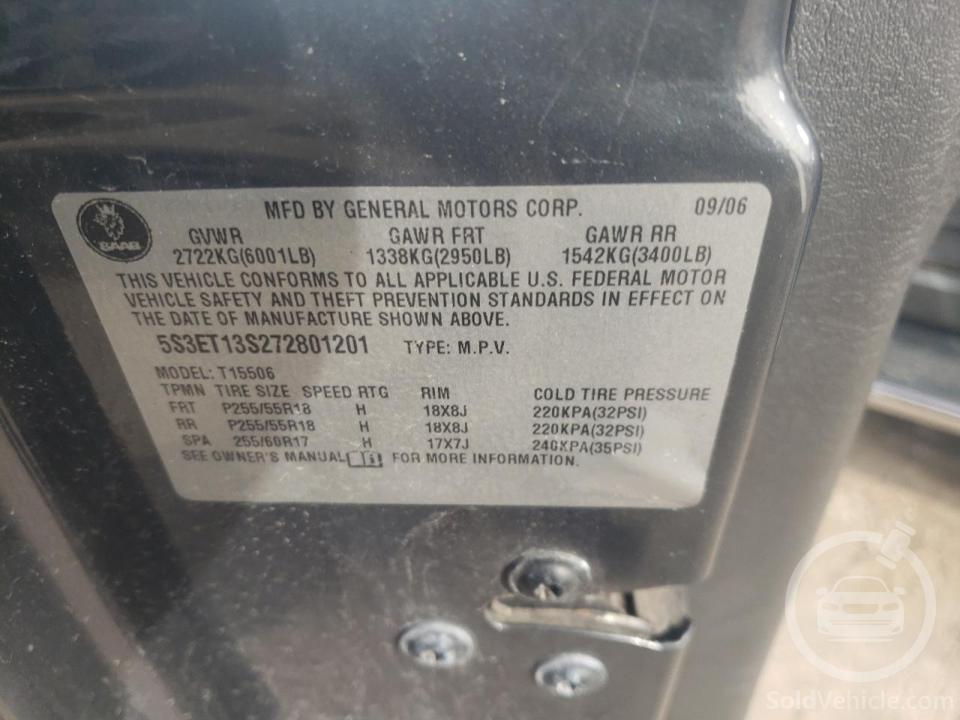 SAAB
MFD BY GENERAL MOTORS CORP. 09/06
GVWR GAWR FRT GAWR RR
2722KG(6001LB) 1338KG(2950LB) 1542KG(3400LB)
THIS VEHICLE CONFORMS TO ALL APPLICABLE U.S. FEDERAL MOTOR
VEHICLE SAFETY AND THEFT PREVENTION STANDARDS IN EFFECT ON
THE DATE OF MANUFACTURE SHOWN ABOVE.
5S3ET13S272801201 TYPE: M.P.V.
MODEL: T15506
TPMN TIRE SIZE SPEED RTG RIM COLD TIRE PRESSURE
FRT P255/55R18 H 18X8J 220KPA(32PSI)
RR P255/55R18 H 18X8J 220KPA(32PSI)
SPA 255/60R17 H 17X7J 240KPA(35PSI)
SEE OWNER'S MANUAL FOR MORE INFORMATION.
SoldVehicle.com